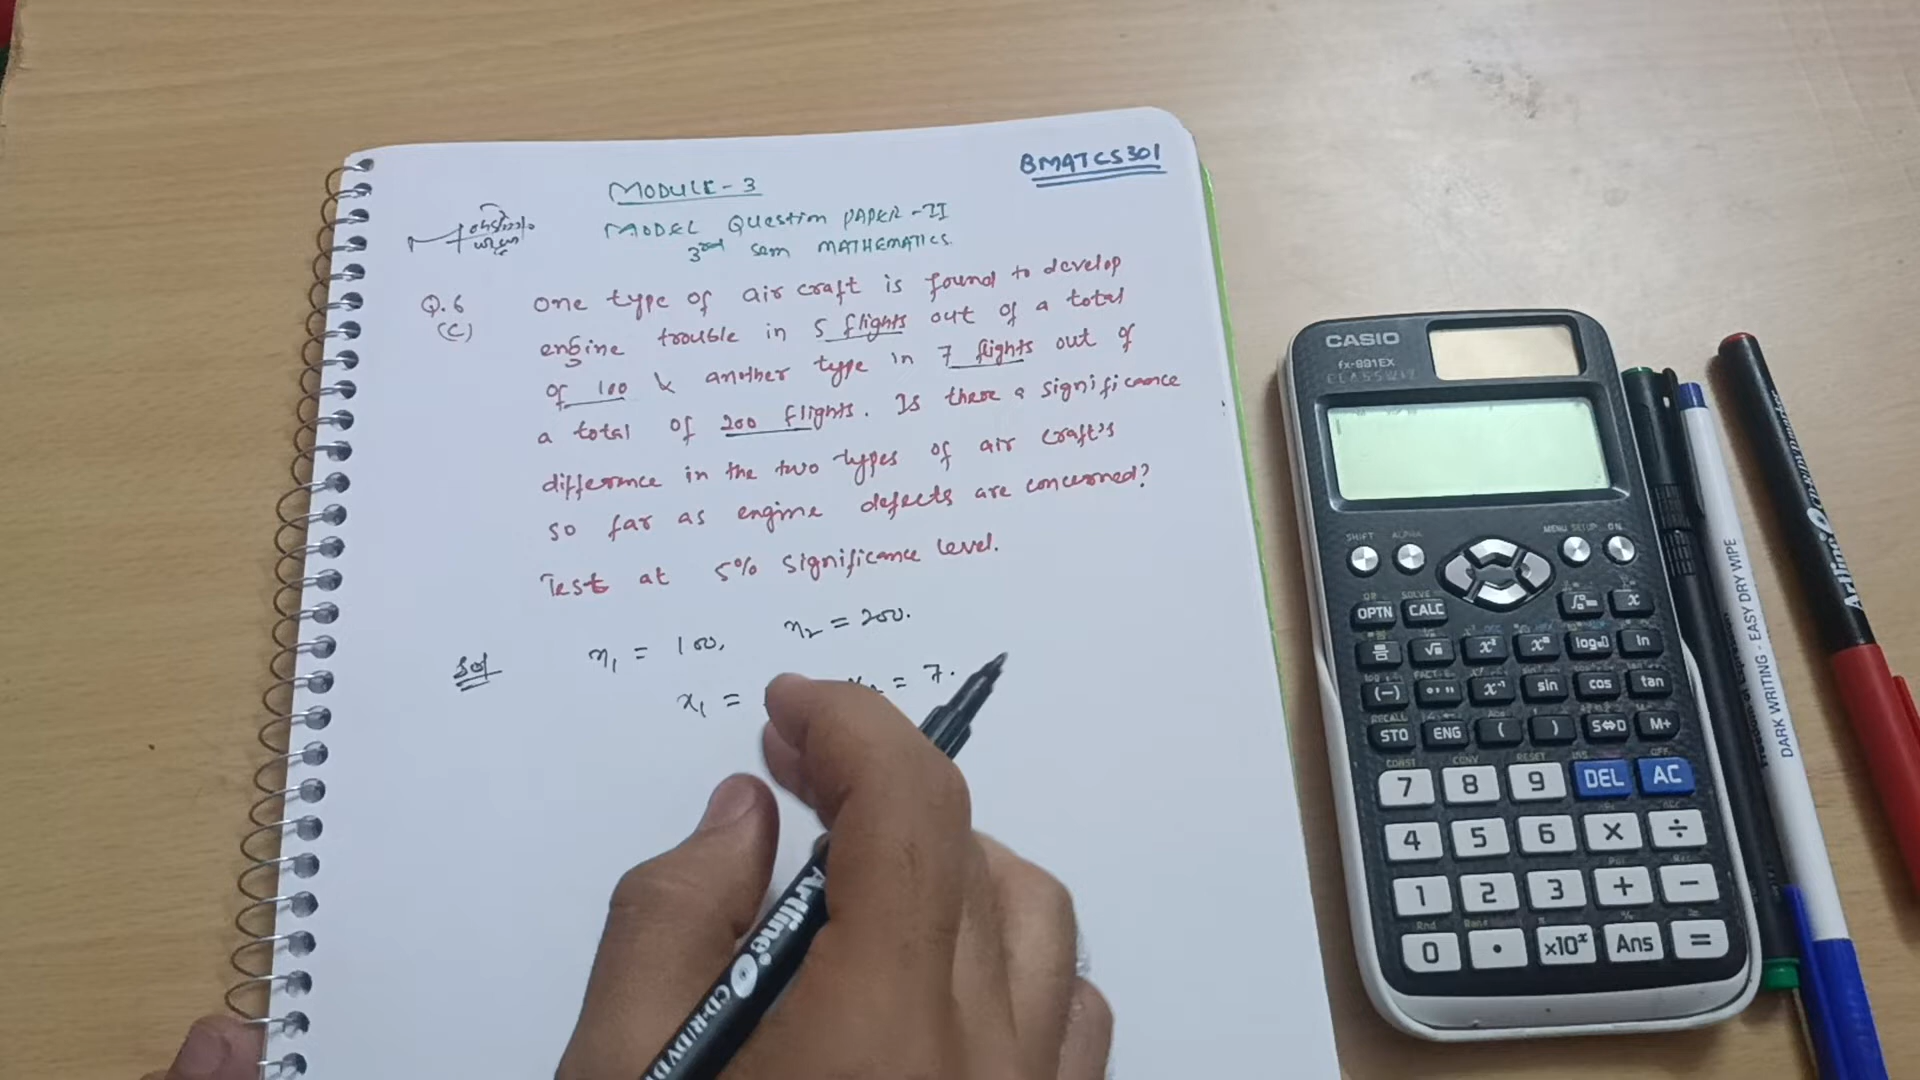 BMATCS301
MODULE - 3
MODEL Question PAPER - II
3rd Sem MATHEMATICS.
Q.6 One type of air craft is found to develop
(C) engine trouble in 5 flights out of a total
of 100 & another type in 7 flights out of
a total of 200 flights. Is there a significance
difference in the two types of air craft's
so far as engine defects are concerned?
Test at 5% significance level.
Sol n₁ = 100, n₂ = 200.
x₁ = = 7.
CASIO
fx-991EX
CLASSWIZ
SHIFT ALPHA MENU SETUP ON
OPTN CALC x
log ln
(-) x⁻¹ sin cos tan
STO ENG ( ) S⇔D M+
7 8 9 DEL AC
4 5 6 × ÷
1 2 3 + −
0 • ×10ˣ Ans =
Artline CD-R/DVD
DARK WRITING - EASY DRY WIPE
Artline